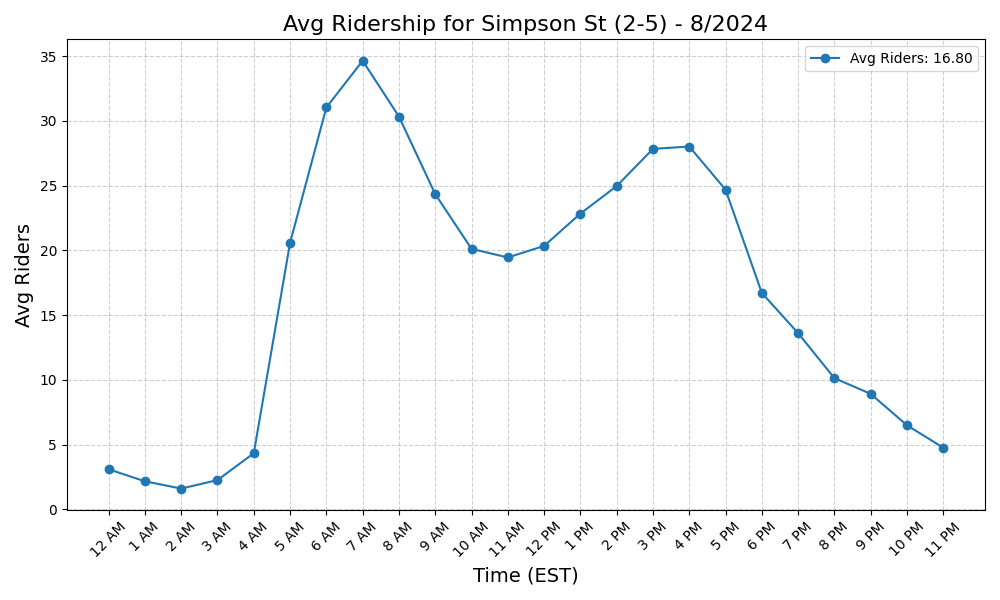 Avg Ridership for Simpson St (2-5) - 8/2024
Avg Riders: 16.80
Avg Riders
35
30
25
20
15
10
5
0
12 AM
1 AM
2 AM
3 AM
4 AM
5 AM
6 AM
7 AM
8 AM
9 AM
10 AM
11 AM
12 PM
1 PM
2 PM
3 PM
4 PM
5 PM
6 PM
7 PM
8 PM
9 PM
10 PM
11 PM
Time (EST)